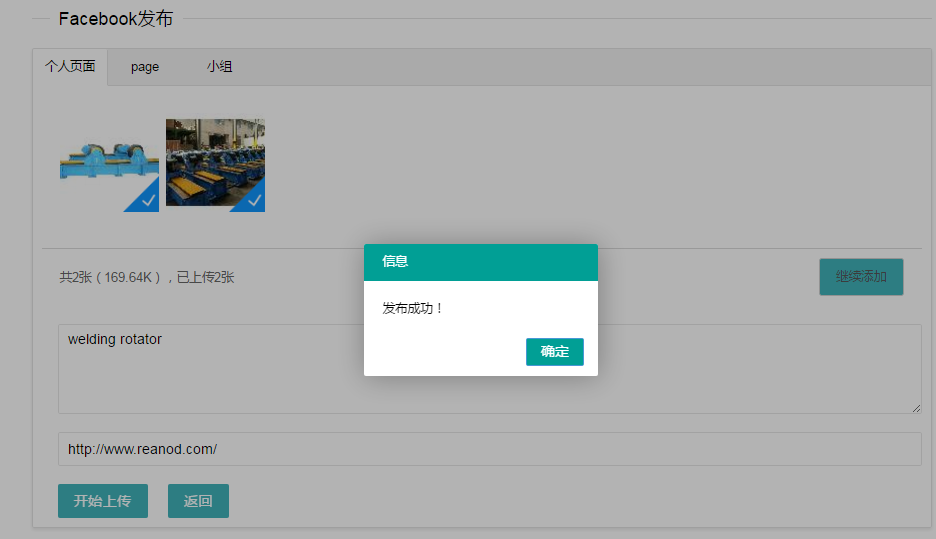 Facebook发布
个人页面 page 小组
共2张（169.64K），已上传2张
继续添加
信息
发布成功！
确定
welding rotator
http://www.reanod.com/
开始上传 返回